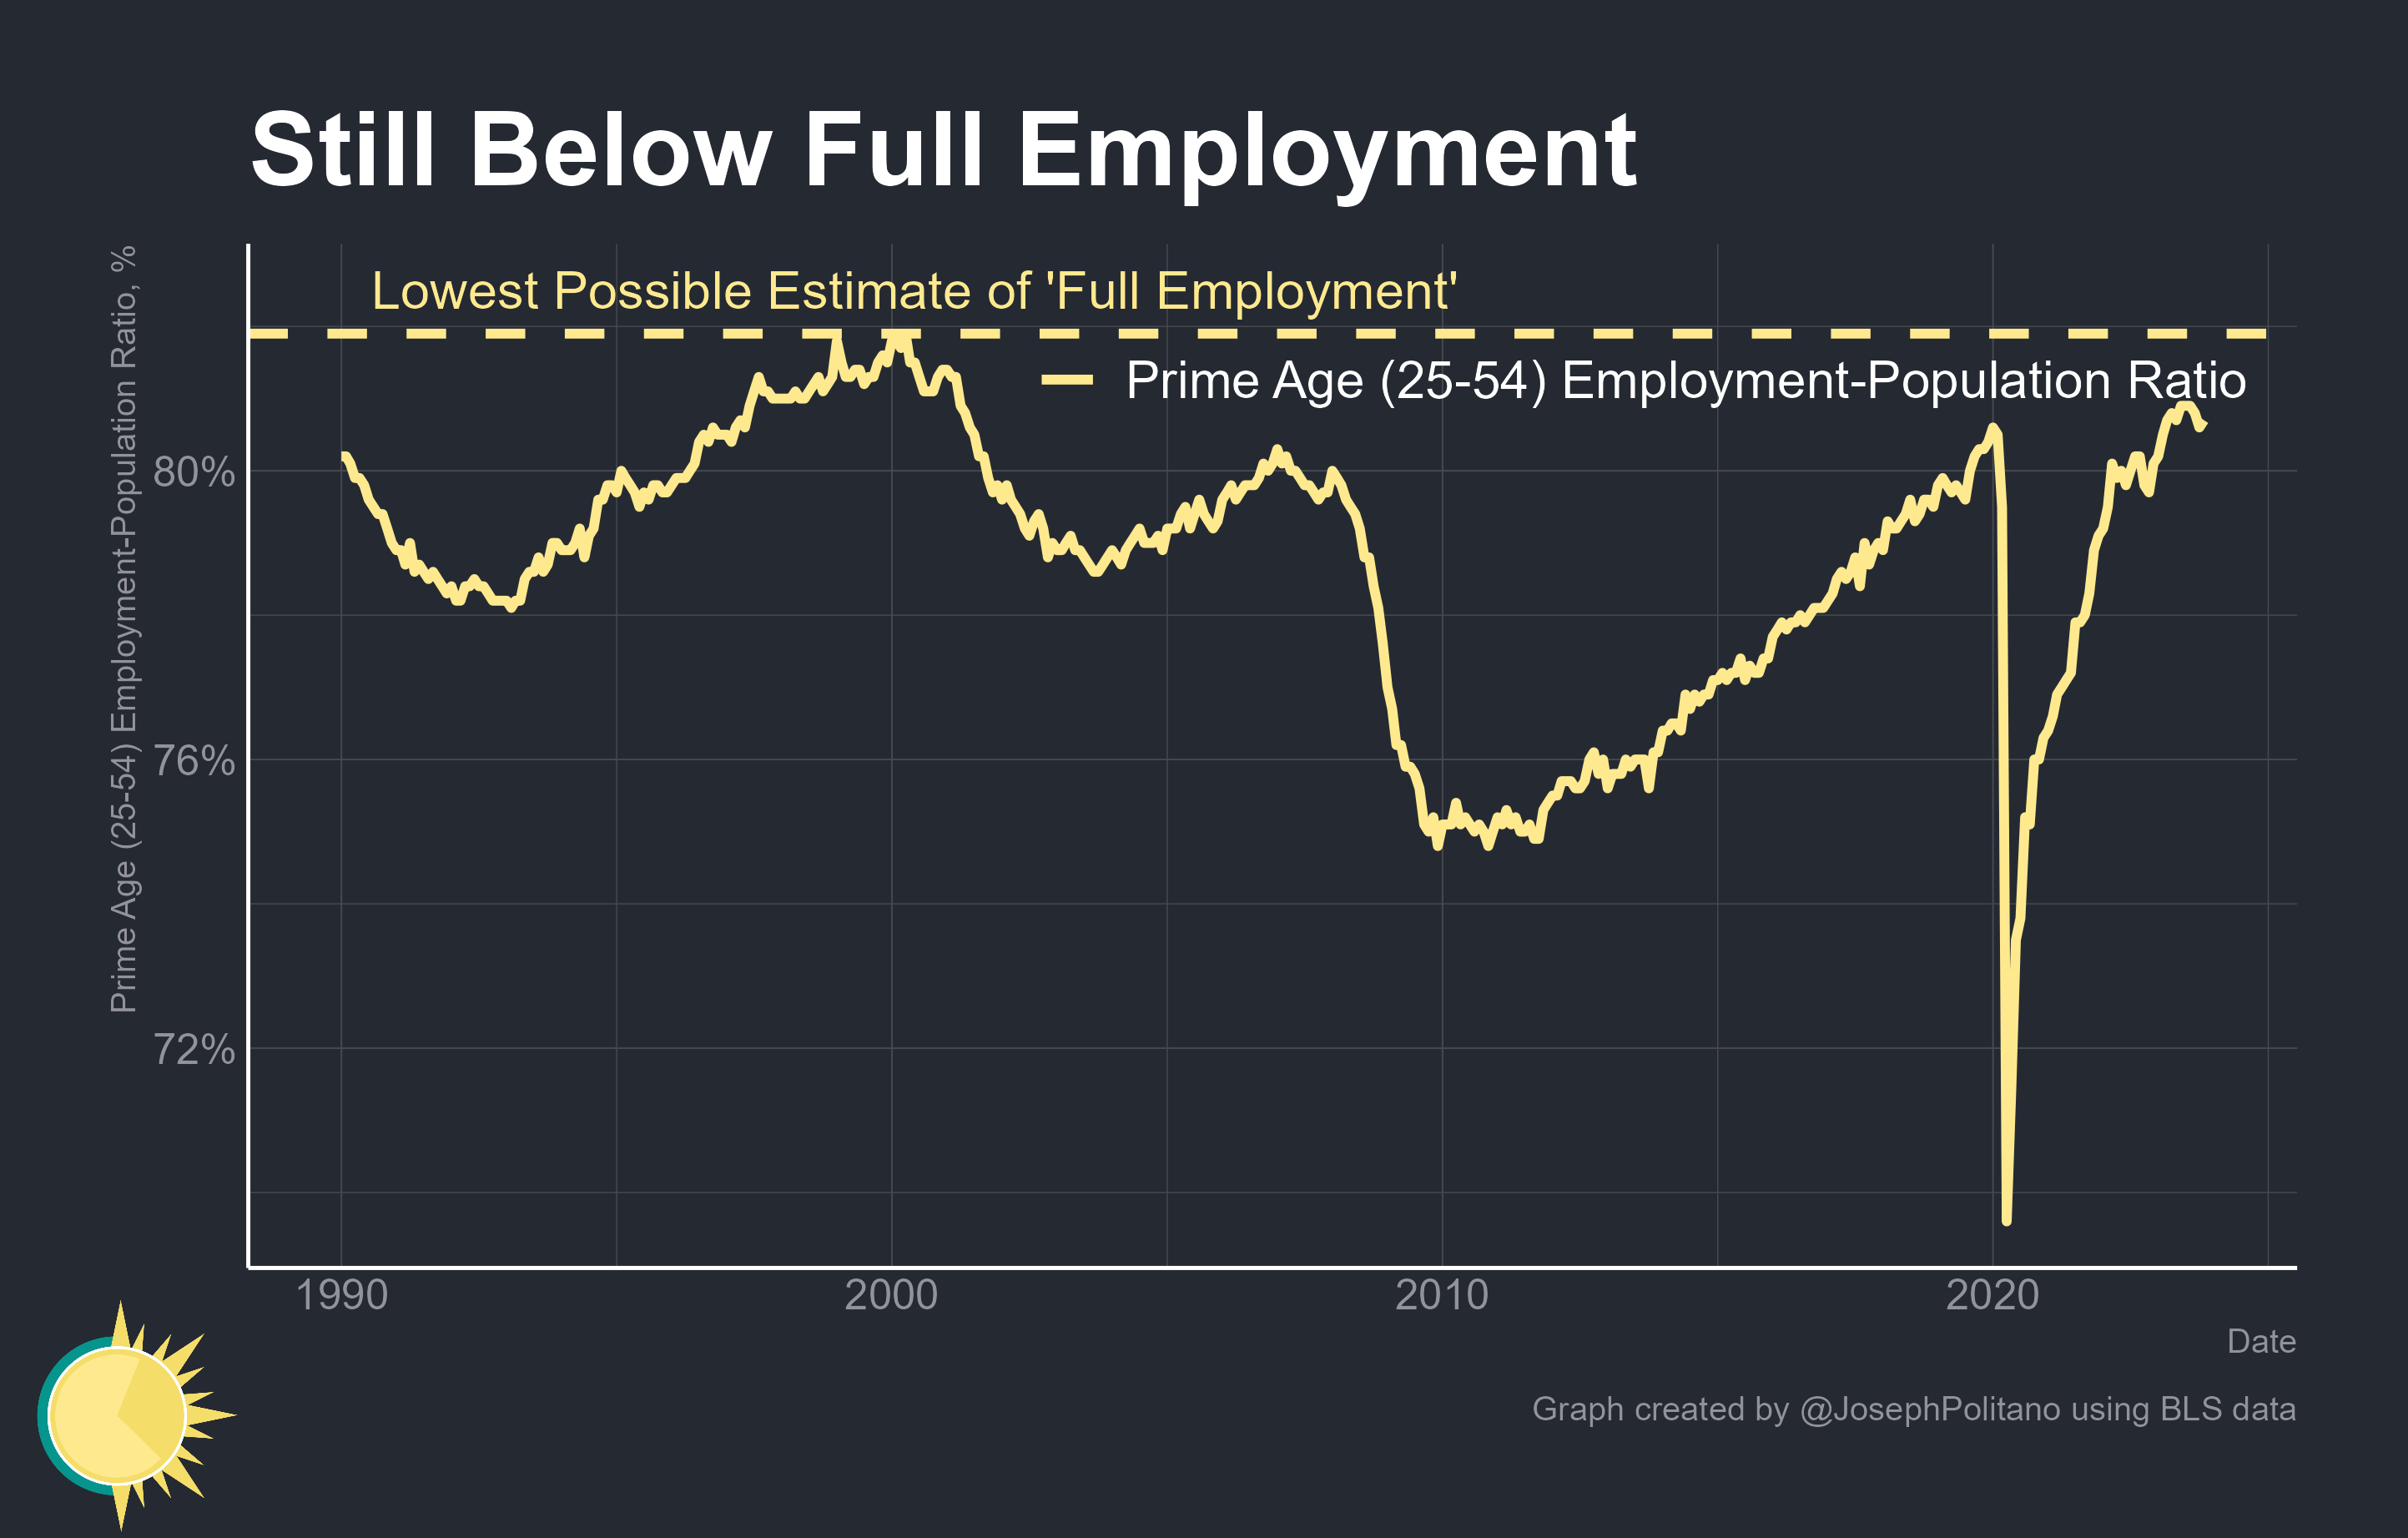 Still Below Full Employment
Lowest Possible Estimate of 'Full Employment'
Prime Age (25-54) Employment-Population Ratio
Prime Age (25-54) Employment-Population Ratio, %
80%
76%
72%
1990
2000
2010
2020
Date
Graph created by @JosephPolitano using BLS data